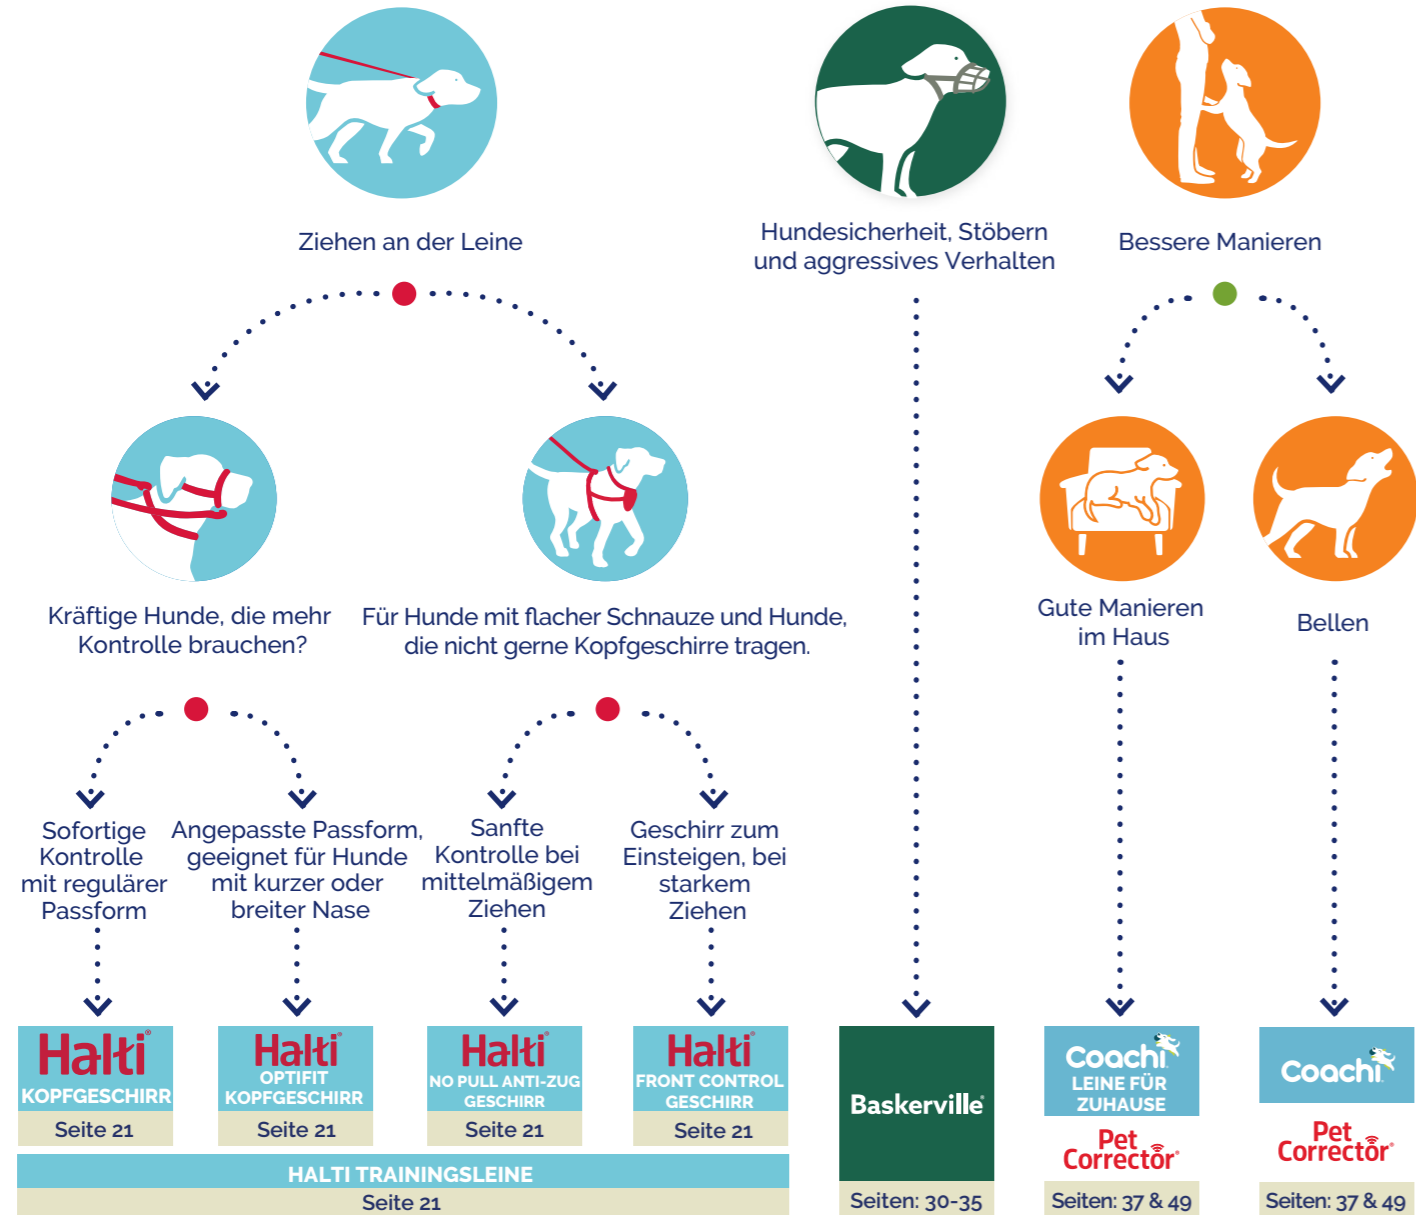 Ziehen an der Leine
Hundesicherheit, Stöbern
und aggressives Verhalten
Bessere Manieren
Kräftige Hunde, die mehr
Kontrolle brauchen?
Für Hunde mit flacher Schnauze und Hunde,
die nicht gerne Kopfgeschirre tragen.
Gute Manieren
im Haus
Bellen
Sofortige
Kontrolle
mit regulärer
Passform
Angepasste Passform,
geeignet für Hunde
mit kurzer oder
breiter Nase
Sanfte
Kontrolle bei
mittelmäßigem
Ziehen
Geschirr zum
Einsteigen, bei
starkem
Ziehen
Halti®
KOPFGESCHIRR
Seite 21
Halti®
OPTIFIT
KOPFGESCHIRR
Seite 21
Halti®
NO PULL ANTI-ZUG
GESCHIRR
Seite 21
Halti®
FRONT CONTROL
GESCHIRR
Seite 21
HALTI TRAININGSLEINE
Seite 21
Baskerville®
Seiten: 30-35
Coachi
LEINE FÜR
ZUHAUSE
Pet
Corrector®
Seiten: 37 & 49
Coachi
Pet
Corrector®
Seiten: 37 & 49